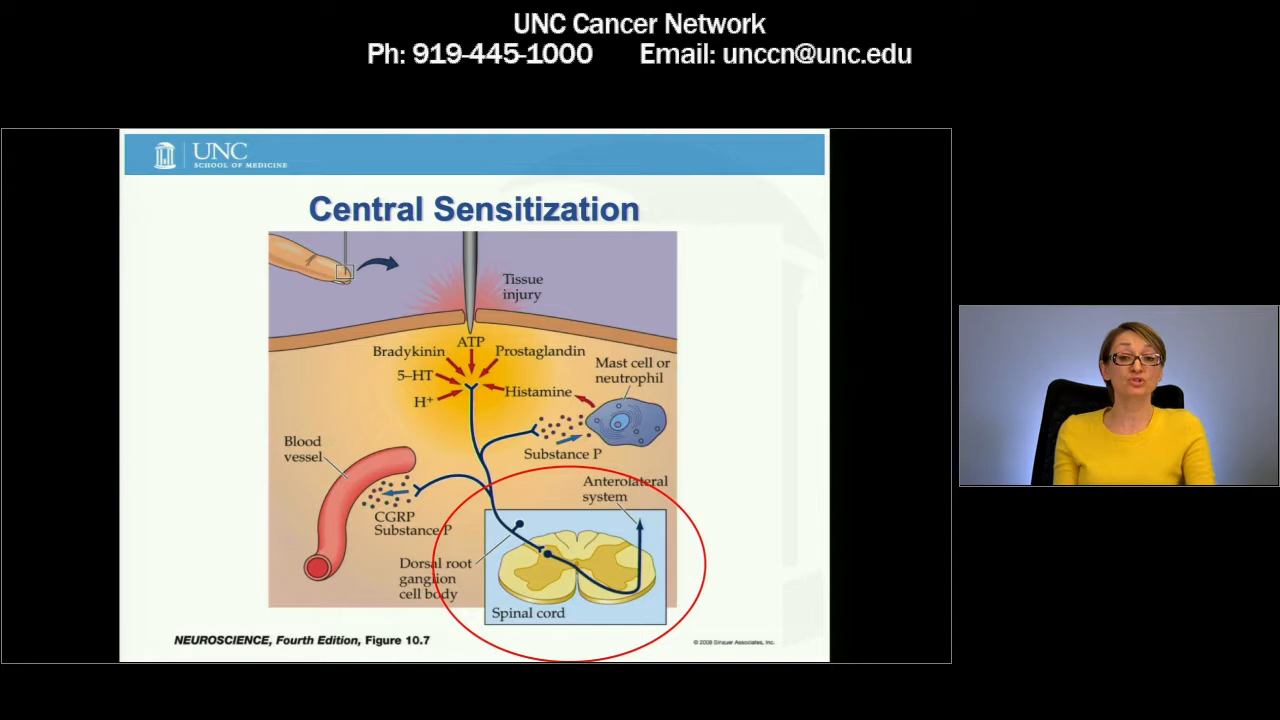 UNC Cancer Network
Ph: 919-445-1000 Email: unccn@unc.edu
UNC
SCHOOL OF MEDICINE
Central Sensitization
Tissue
injury
ATP
Bradykinin
Prostaglandin
5–HT
Histamine
H+
Mast cell or
neutrophil
Substance P
Blood
vessel
CGRP
Substance P
Anterolateral
system
Dorsal root
ganglion
cell body
Spinal cord
NEUROSCIENCE, Fourth Edition, Figure 10.7
© 2008 Sinauer Associates, Inc.